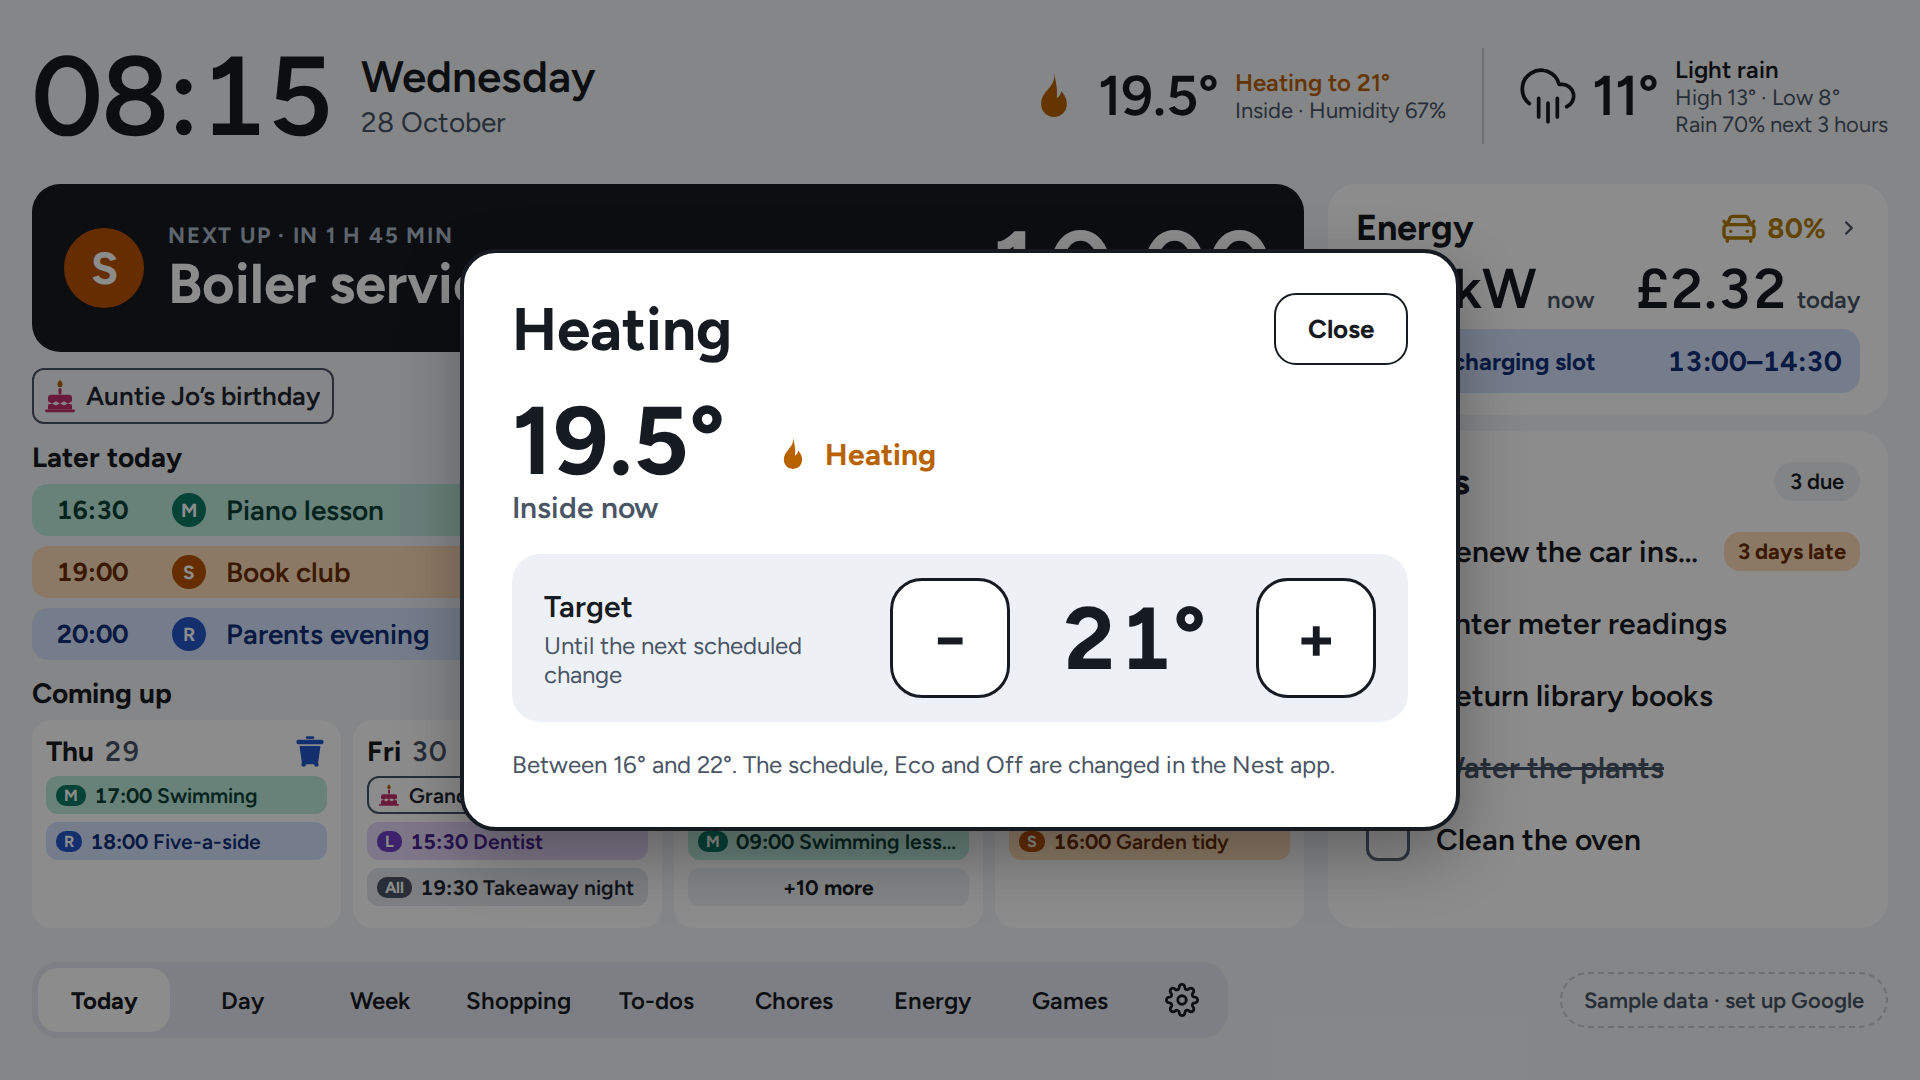 08:15
Wednesday
28 October
19.5°
Heating to 21°
Inside · Humidity 67%
11°
Light rain
High 13° · Low 8°
Rain 70% next 3 hours
NEXT UP · IN 1 H 45 MIN
S
Boiler
Energy
80%
kW now
£2.32 today
charging slot
13:00–14:30
Heating
Close
19.5°
Heating
Inside now
Target
Until the next scheduled
change
−
21°
+
Between 16° and 22°. The schedule, Eco and Off are changed in the Nest app.
Auntie Jo’s birthday
Later today
16:30 M Piano lesson
19:00 S Book club
20:00 R Parents evening
3 due
the car ins...
3 days late
meter readings
library books
the plants
Clean the oven
Coming up
Thu 29
M 17:00 Swimming
R 18:00 Five-a-side
Fri 30
L 15:30 Dentist
All 19:30 Takeaway night
M 09:00 Swimming less...
+10 more
S 16:00 Garden tidy
Today
Day
Week
Shopping
To-dos
Chores
Energy
Games
Sample data · set up Google